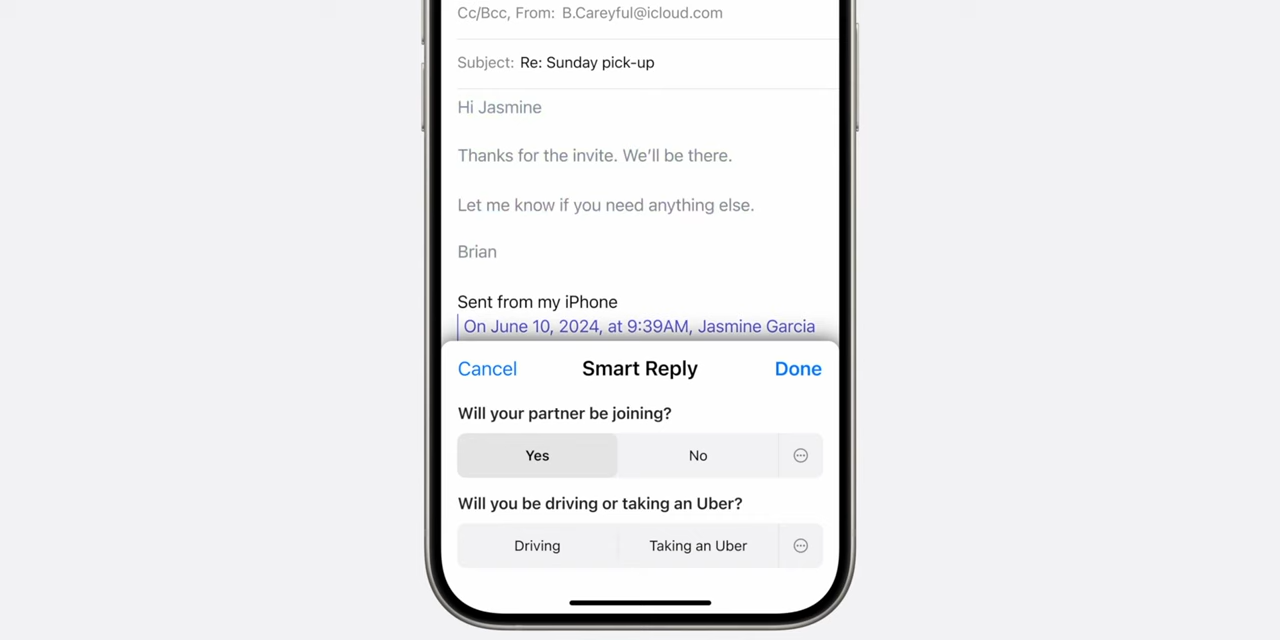 Cc/Bcc, From: B.Careyful@icloud.com
Subject: Re: Sunday pick-up
Hi Jasmine
Thanks for the invite. We’ll be there.
Let me know if you need anything else.
Brian
Sent from my iPhone
On June 10, 2024, at 9:39AM, Jasmine Garcia
Cancel Smart Reply Done
Will your partner be joining?
Yes No
Will you be driving or taking an Uber?
Driving Taking an Uber